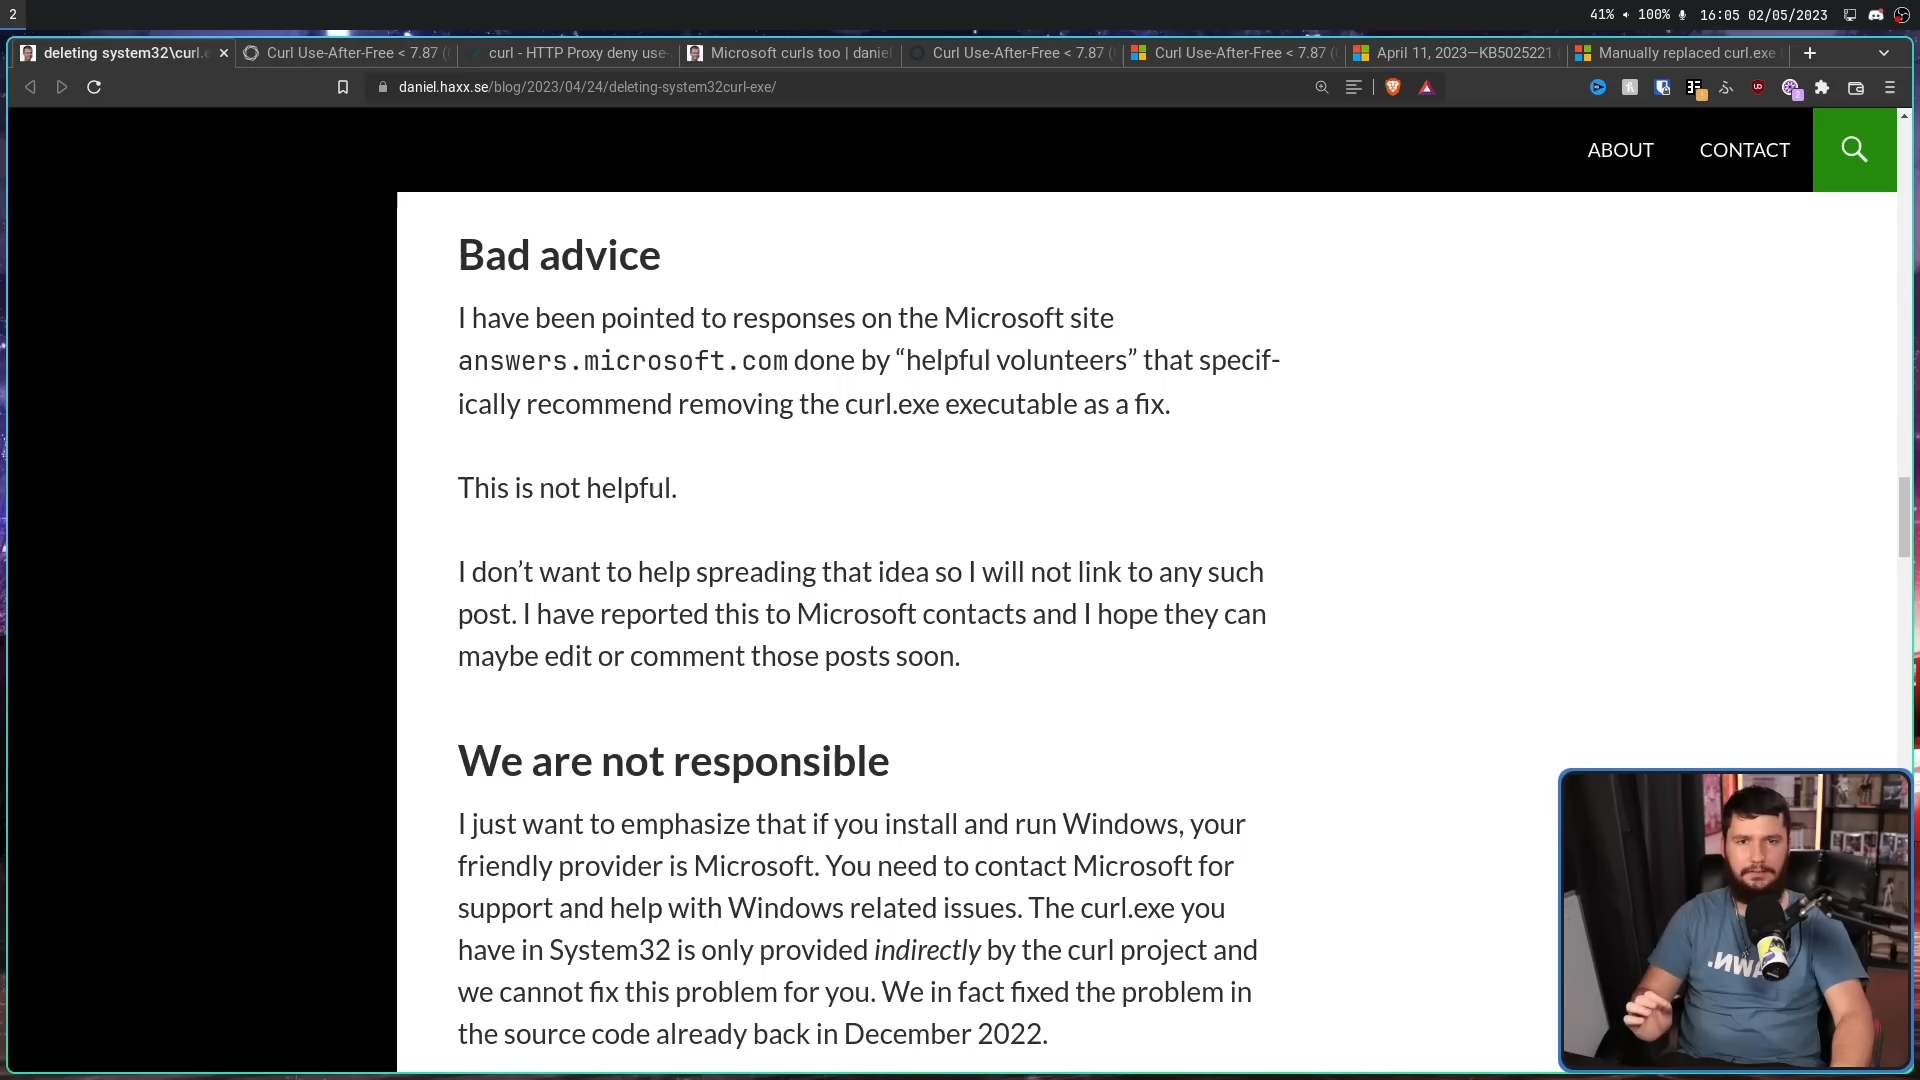 2
41% 100% 16:05 02/05/2023
deleting system32\curl.e
Curl Use-After-Free < 7.87 (
curl - HTTP Proxy deny use-
Microsoft curls too | daniel
Curl Use-After-Free < 7.87 (
Curl Use-After-Free < 7.87 (
April 11, 2023—KB5025221
Manually replaced curl.exe
daniel.haxx.se/blog/2023/04/24/deleting-system32curl-exe/
ABOUT CONTACT
Bad advice
I have been pointed to responses on the Microsoft site
answers.microsoft.com done by “helpful volunteers” that specif-
ically recommend removing the curl.exe executable as a fix.
This is not helpful.
I don’t want to help spreading that idea so I will not link to any such
post. I have reported this to Microsoft contacts and I hope they can
maybe edit or comment those posts soon.
We are not responsible
I just want to emphasize that if you install and run Windows, your
friendly provider is Microsoft. You need to contact Microsoft for
support and help with Windows related issues. The curl.exe you
have in System32 is only provided indirectly by the curl project and
we cannot fix this problem for you. We in fact fixed the problem in
the source code already back in December 2022.